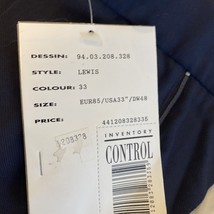 DESSIN: 94.03.208.328
STYLE: LEWIS
COLOUR: 33
SIZE: EUR85/USA33"/DW48
PRICE: 441208328335
INVENTORY
CONTROL